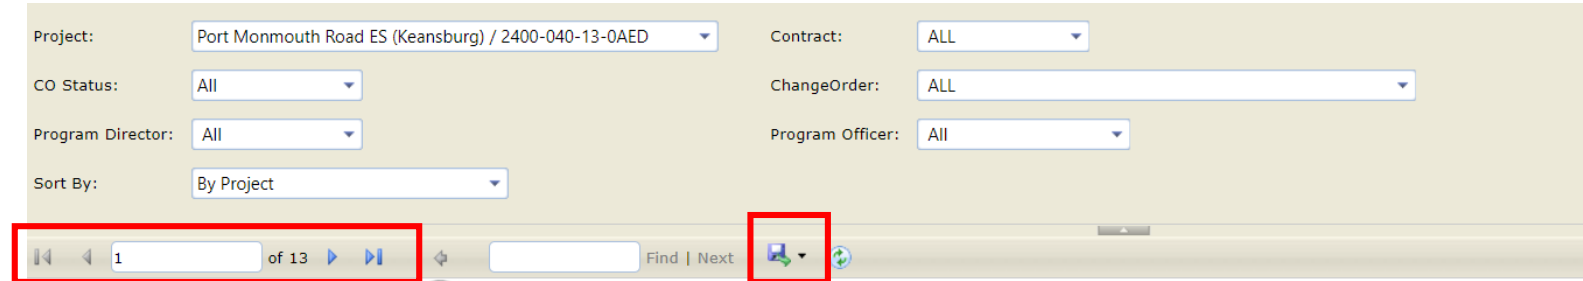 Project: Port Monmouth Road ES (Keansburg) / 2400-040-13-0AED Contract: ALL
CO Status: All ChangeOrder: ALL
Program Director: All Program Officer: All
Sort By: By Project
1 of 13 Find | Next